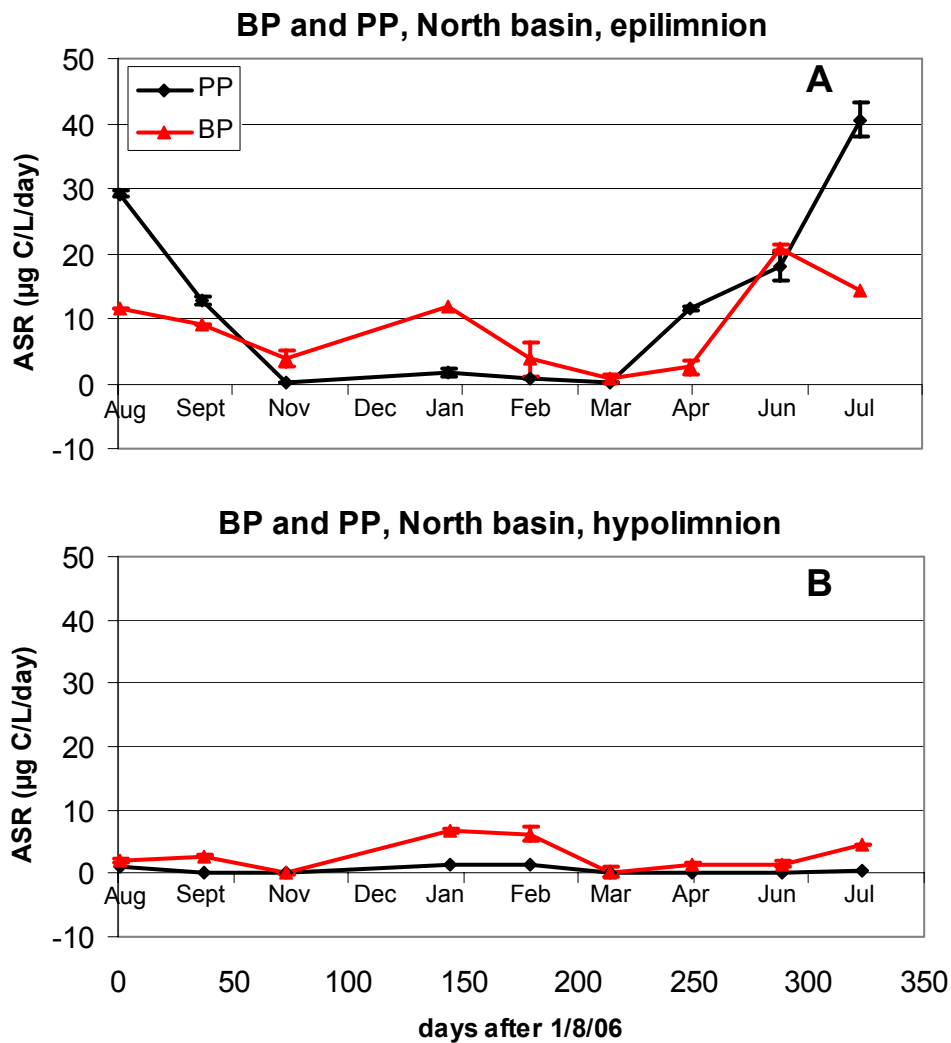 BP and PP, North basin, epilimnion
50
40
30
20
10
0
-10
ASR (µg C/L/day)
PP
BP
A
Aug Sept Nov Dec Jan Feb Mar Apr Jun Jul
BP and PP, North basin, hypolimnion
50
40
30
20
10
0
-10
ASR (µg C/L/day)
B
Aug Sept Nov Dec Jan Feb Mar Apr Jun Jul
0 50 100 150 200 250 300 350
days after 1/8/06